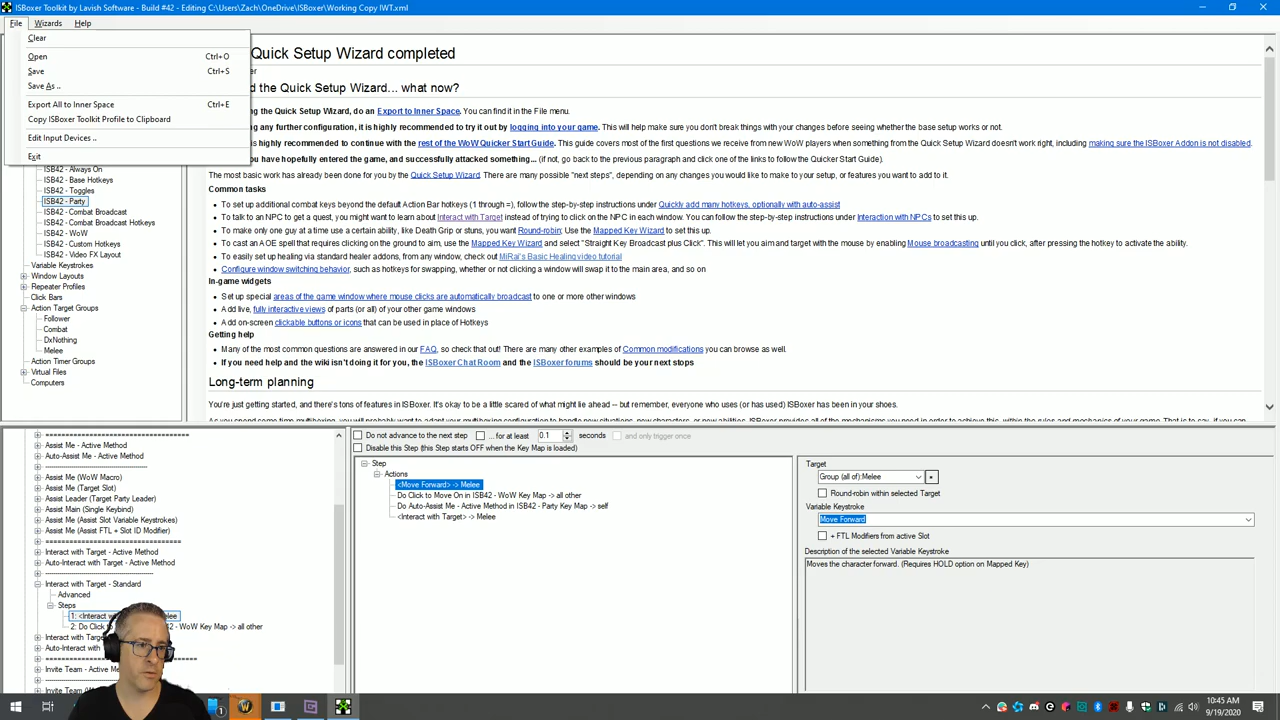 ISBoxer Toolkit by Lavish Software - Build #42 - Editing C:\Users\Zach\OneDrive\ISBoxer\Working Copy IWT.xml
File Wizards Help
Clear
Open Ctrl+O
Save Ctrl+S
Save As ..
Export All to Inner Space Ctrl+E
Copy ISBoxer Toolkit Profile to Clipboard
Edit Input Devices ..
Exit
ISB42 - Always On
ISB42 - Base Hotkeys
ISB42 - Toggles
ISB42 - Party
ISB42 - Combat Broadcast
ISB42 - Combat Broadcast Hotkeys
ISB42 - WoW
ISB42 - Custom Hotkeys
ISB42 - Video FX Layout
Variable Keystrokes
Window Layouts
Repeater Profiles
Click Bars
Action Target Groups
Follower
Combat
DxNothing
Melee
Action Timer Groups
Virtual Files
Computers
Quick Setup Wizard completed
d the Quick Setup Wizard... what now?
ng the Quick Setup Wizard, do an Export to Inner Space. You can find it in the File menu.
ng any further configuration, it is highly recommended to try it out by logging into your game. This will help make sure you don't break things with your changes before seeing whether the base setup works or not.
s highly recommended to continue with the rest of the WoW Quicker Start Guide. This guide covers most of the first questions we receive from new WoW players when something from the Quick Setup Wizard doesn't work right, including making sure the ISBoxer Addon is not disabled.
you have hopefully entered the game, and successfully attacked something... (if not, go back to the previous paragraph and click one of the links to follow the Quicker Start Guide).
The most basic work has already been done for you by the Quick Setup Wizard. There are many possible "next steps", depending on any changes you would like to make to your setup, or features you want to add to it.
Common tasks
• To set up additional combat keys beyond the default Action Bar hotkeys (1 through =), follow the step-by-step instructions under Quickly add many hotkeys, optionally with auto-assist
• To talk to an NPC to get a quest, you might want to learn about Interact with Target instead of trying to click on the NPC in each window. You can follow the step-by-step instructions under Interaction with NPCs to set this up.
• To make only one guy at a time use a certain ability, like Death Grip or stuns, you want Round-robin; Use the Mapped Key Wizard to set this up.
• To cast an AOE spell that requires clicking on the ground to aim, use the Mapped Key Wizard and select "Straight Key Broadcast plus Click". This will let you aim and target with the mouse by enabling Mouse broadcasting until you click, after pressing the hotkey to activate the ability.
• To easily set up healing via standard healer addons, from any window, check out MiRai's Basic Healing video tutorial
• Configure window switching behavior, such as hotkeys for swapping, whether or not clicking a window will swap it to the main area, and so on
In-game widgets
• Set up special areas of the game window where mouse clicks are automatically broadcast to one or more other windows
• Add live, fully interactive views of parts (or all) of your other game windows
• Add on-screen clickable buttons or icons that can be used in place of Hotkeys
Getting help
• Many of the most common questions are answered in our FAQ, so check that out! There are many other examples of Common modifications you can browse as well.
• If you need help and the wiki isn't doing it for you, the ISBoxer Chat Room and the ISBoxer forums should be your next stops
Long-term planning
You're just getting started, and there's tons of features in ISBoxer. It's okay to be a little scared of what might lie ahead -- but remember, everyone who uses (or has used) ISBoxer has been in your shoes.
Assist Me - Active Method
Auto-Assist Me - Active Method
Assist Me (WoW Macro)
Assist Me (Target Slot)
Assist Leader (Target Party Leader)
Assist Main (Single Keybind)
Assist Me (Assist Slot Variable Keystrokes)
Assist Me (Assist FTL + Slot ID Modifier)
Interact with Target - Active Method
Auto-Interact with Target - Active Method
Interact with Target - Standard
Advanced
Steps
1: <Interact w
2: Do Click to - WoW Key Map -> all other
Interact with
Auto-Interact with
Invite Team - Active Me
Invite Team (W
Do not advance to the next step ... for at least 0.1 seconds and only trigger once
Disable this Step (this Step starts OFF when the Key Map is loaded)
Step
Actions
<Move Forward> -> Melee
Do Click to Move On in ISB42 - WoW Key Map -> all other
Do Auto-Assist Me - Active Method in ISB42 - Party Key Map -> self
<Interact with Target> -> Melee
Target
Group (all of):Melee
Round-robin within selected Target
Variable Keystroke
Move Forward
+ FTL Modifiers from active Slot
Description of the selected Variable Keystroke
Moves the character forward. (Requires HOLD option on Mapped Key)
10:45 AM
9/19/2020